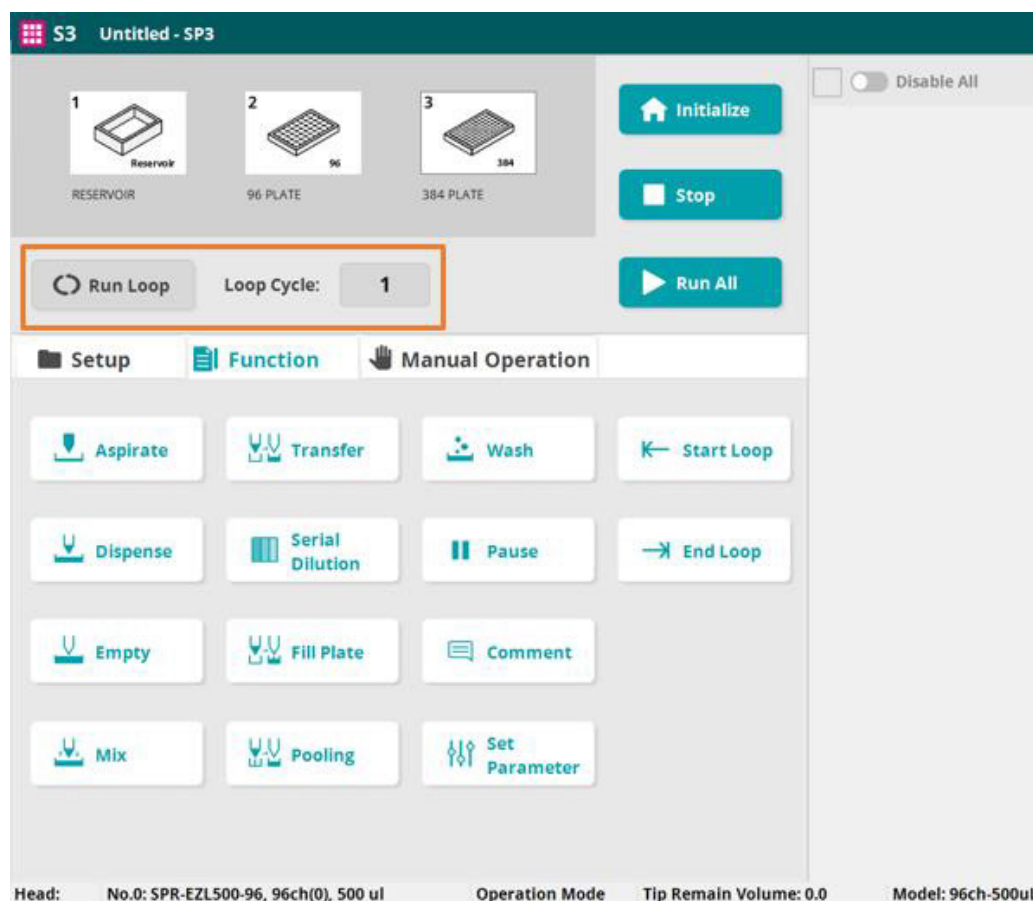 S3 Untitled - SP3
Disable All
1 2 3
Reservoir 96 384
RESERVOIR 96 PLATE 384 PLATE
Initialize
Stop
Run Loop Loop Cycle: 1
Run All
Setup Function Manual Operation
Aspirate Transfer Wash Start Loop
Dispense Serial Dilution Pause End Loop
Empty Fill Plate Comment
Mix Pooling Set Parameter
Head: No.0: SPR-EZL500-96, 96ch(0), 500 ul Operation Mode Tip Remain Volume: 0.0 Model: 96ch-500ul